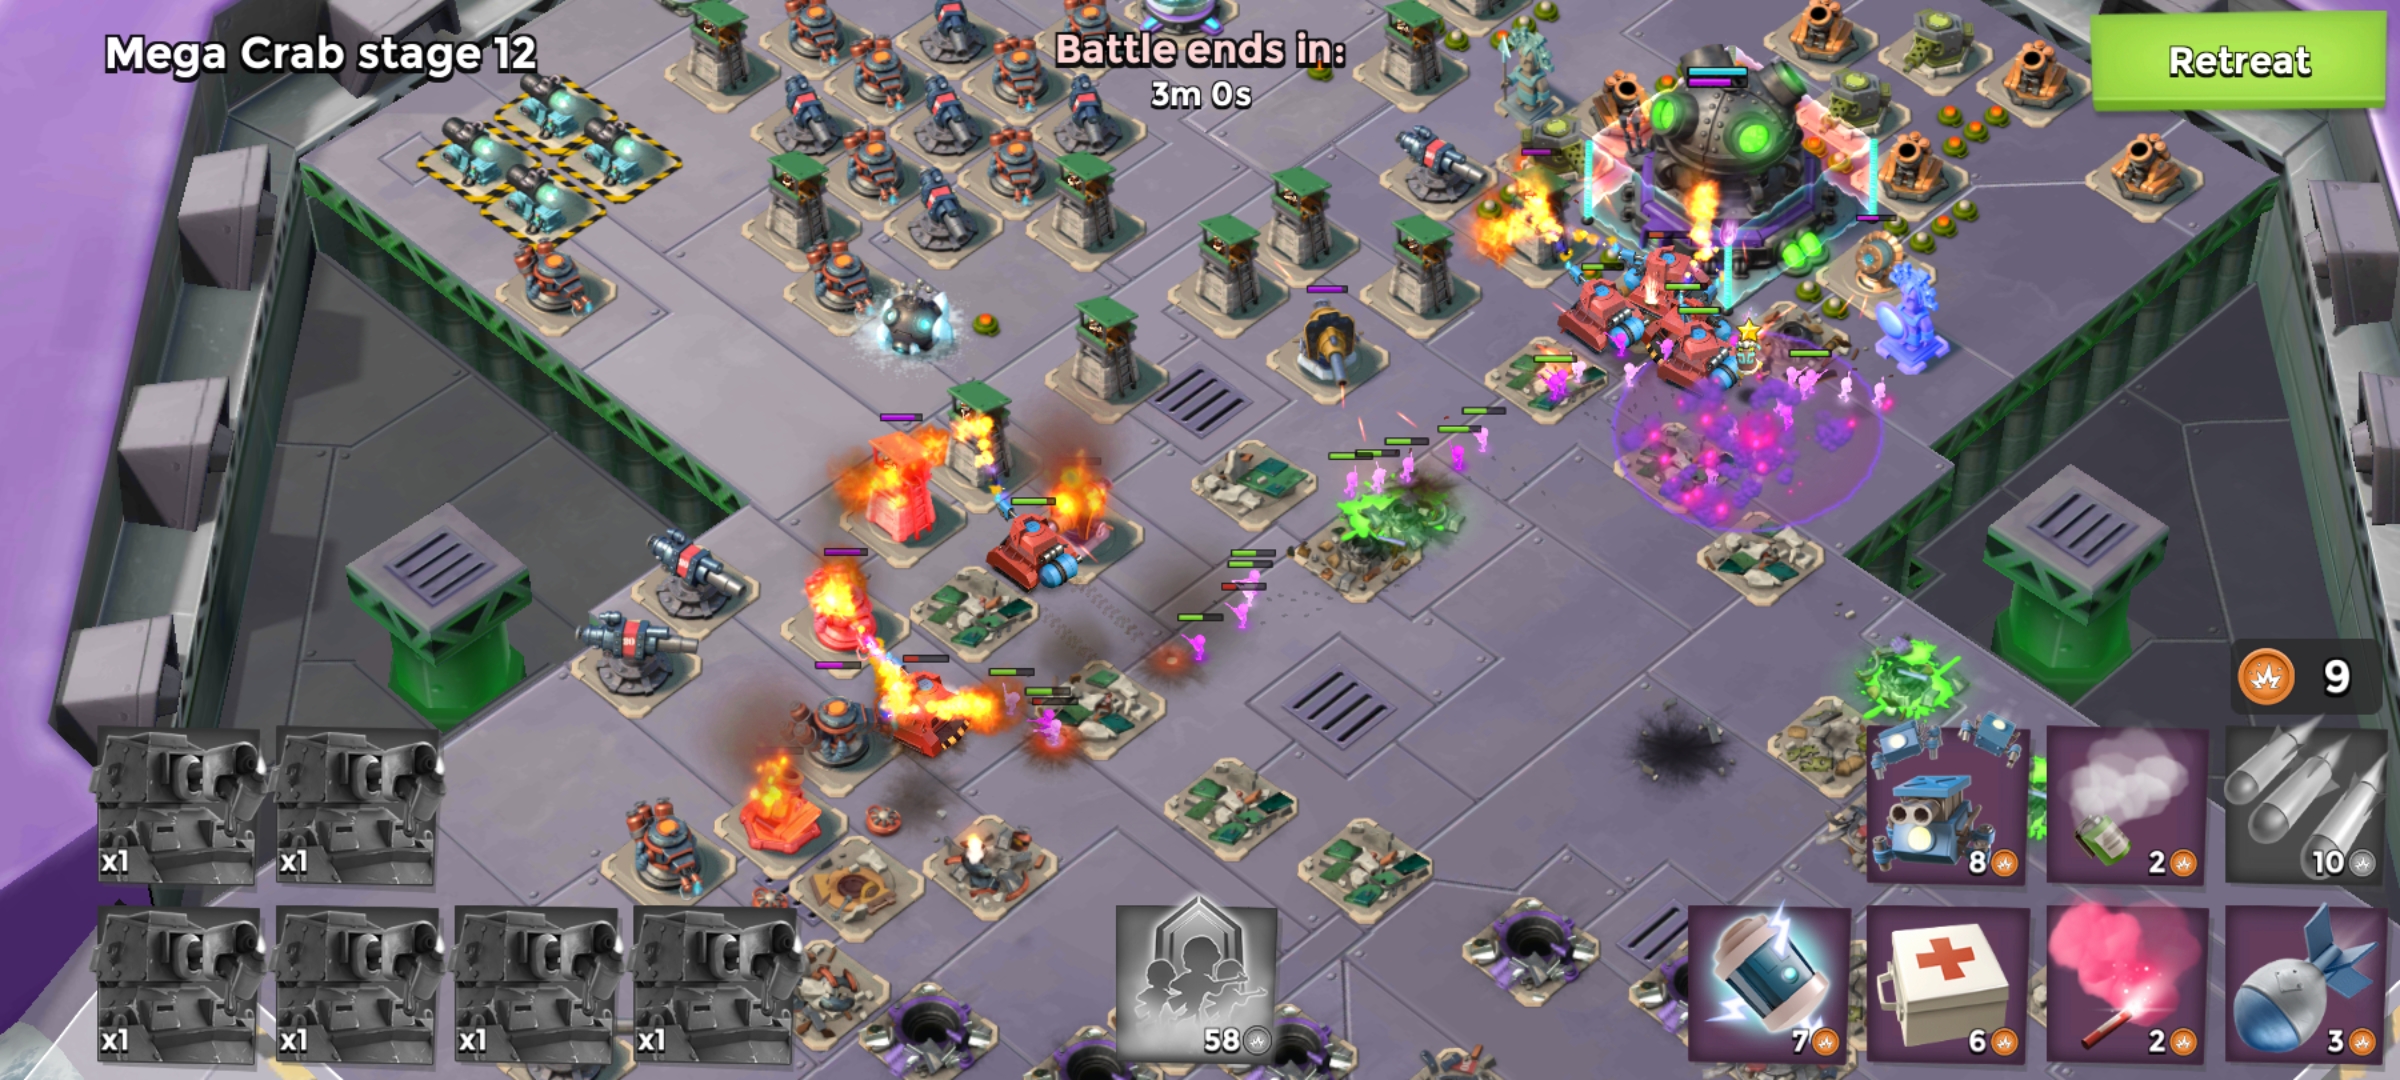 Mega Crab stage 12
Battle ends in:
3m 0s
Retreat
9
x1
x1
8
2
10
x1
x1
x1
x1
58
7
6
2
3